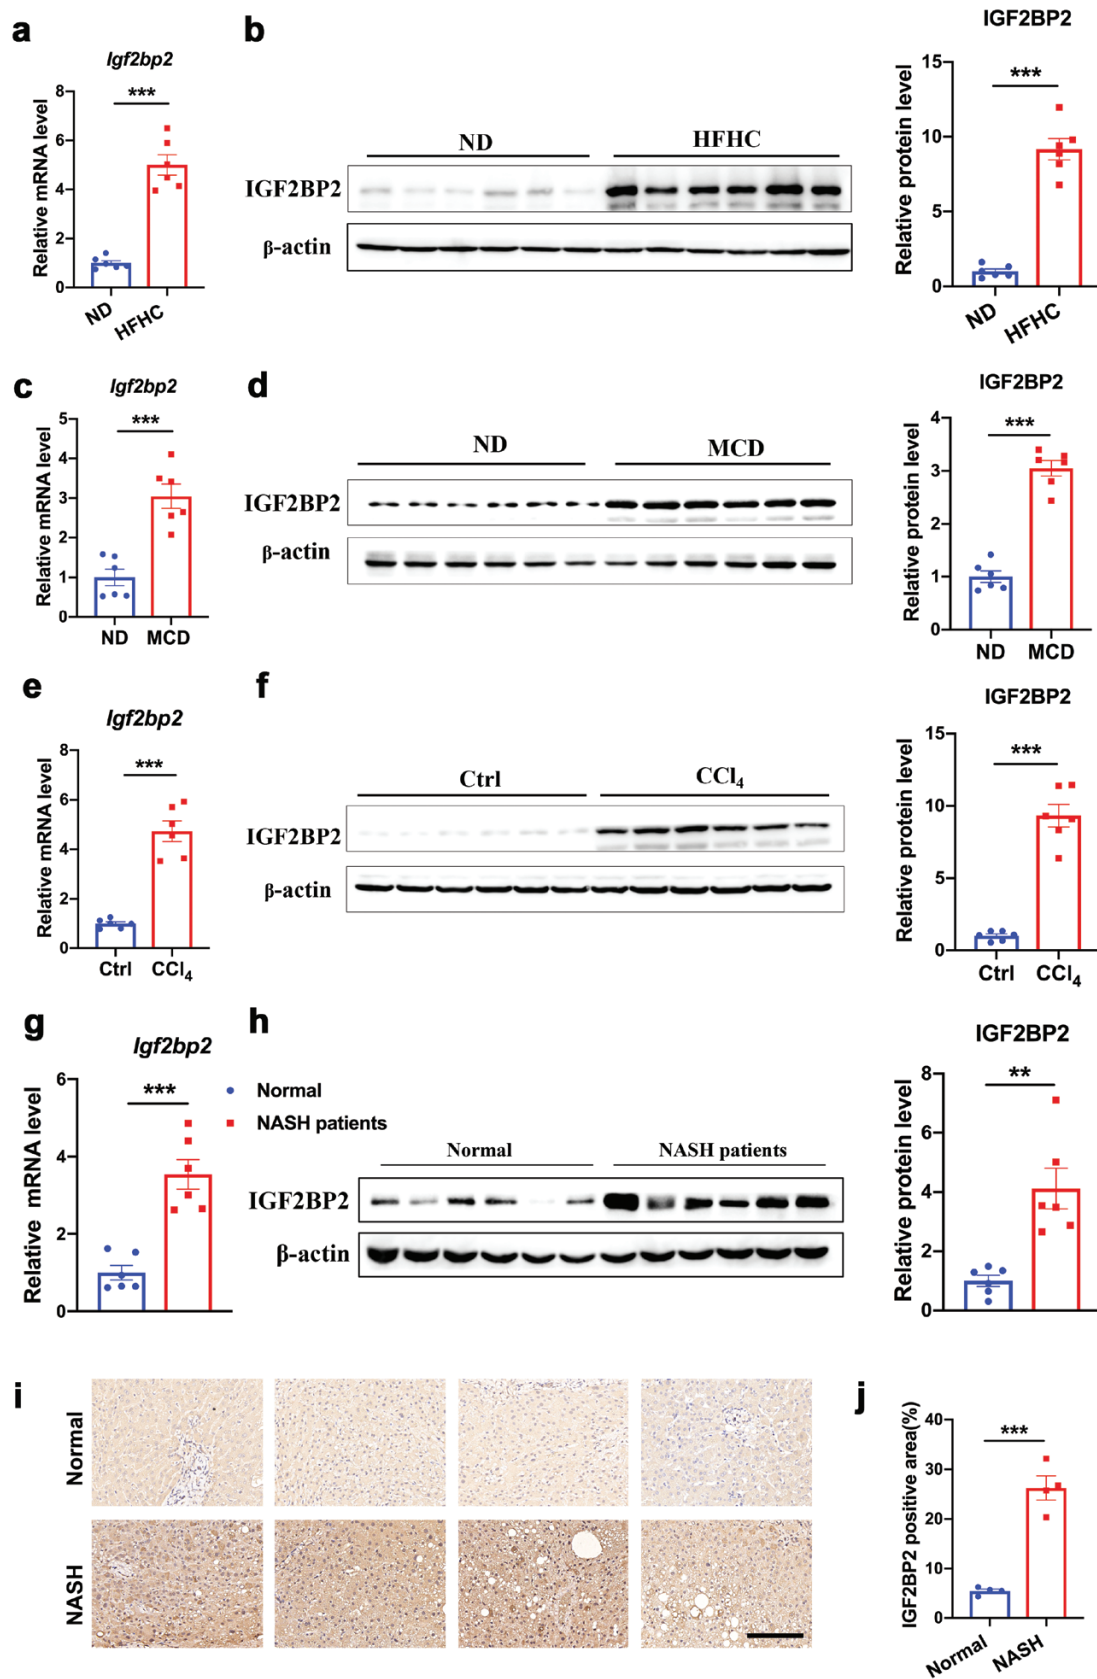 a
Igf2bp2
***
Relative mRNA level
8
6
4
2
0
ND
HFHC
b
ND
HFHC
IGF2BP2
β-actin
IGF2BP2
***
Relative protein level
15
10
5
0
ND
HFHC
c
Igf2bp2
***
Relative mRNA level
5
4
3
2
1
0
ND
MCD
d
ND
MCD
IGF2BP2
β-actin
IGF2BP2
***
Relative protein level
4
3
2
1
0
ND
MCD
e
Igf2bp2
***
Relative mRNA level
8
6
4
2
0
Ctrl
CCl4
f
Ctrl
CCl4
IGF2BP2
β-actin
IGF2BP2
***
Relative protein level
15
10
5
0
Ctrl
CCl4
g
Igf2bp2
***
Relative mRNA level
6
4
2
0
Normal
NASH patients
h
Normal
NASH patients
IGF2BP2
β-actin
IGF2BP2
**
Relative protein level
8
6
4
2
0
i
Normal
NASH
j
***
IGF2BP2 positive area(%)
40
30
20
10
0
Normal
NASH